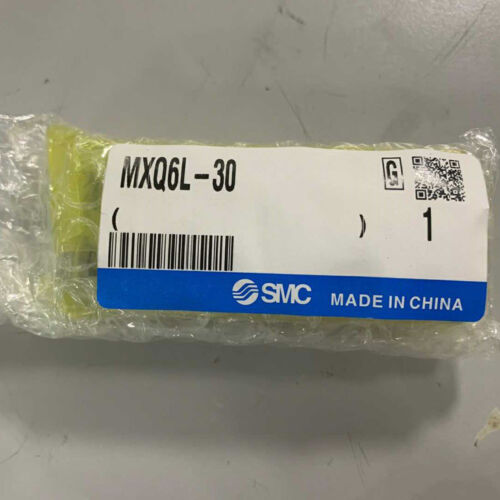 MXQ6L-30
G
( ) 1
SMC MADE IN CHINA